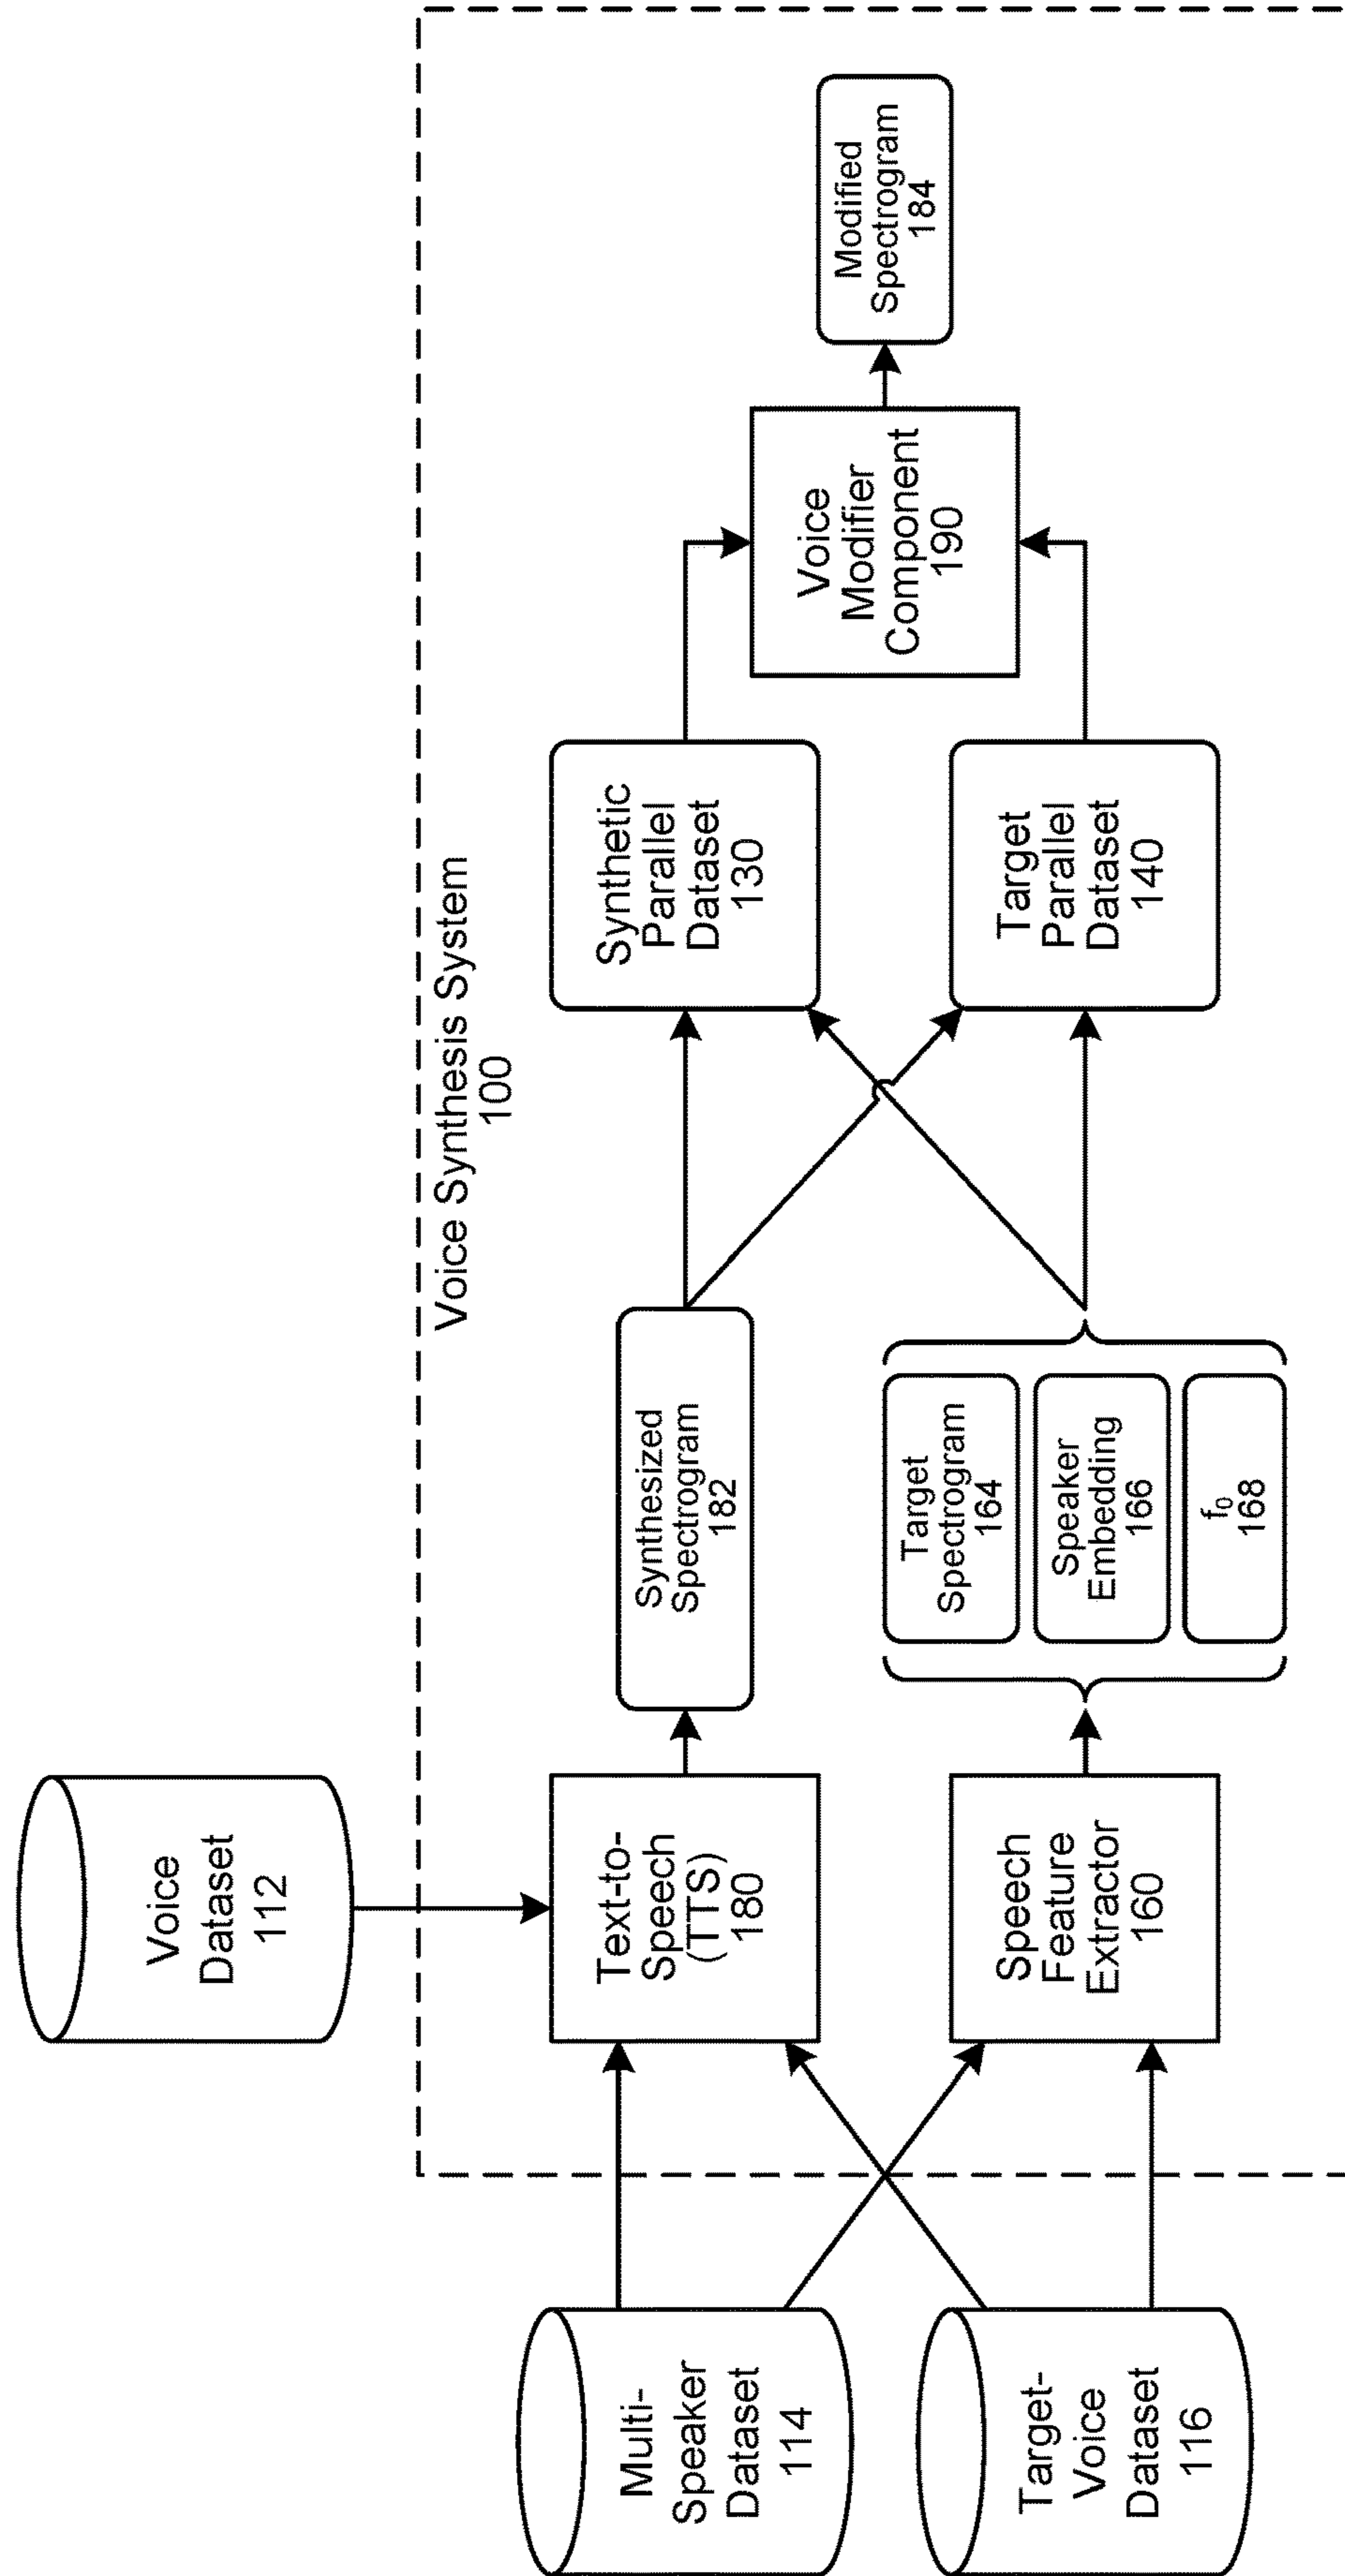 Voice
Dataset
112
Voice Synthesis System
100
Multi-
Speaker
Dataset
114
Target-
Voice
Dataset
116
Text-to-
Speech
(TTS)
180
Speech
Feature
Extractor
160
Synthesized
Spectrogram
182
Target
Spectrogram
164
Speaker
Embedding
166
f₀
168
Synthetic
Parallel
Dataset
130
Target
Parallel
Dataset
140
Voice
Modifier
Component
190
Modified
Spectrogram
184